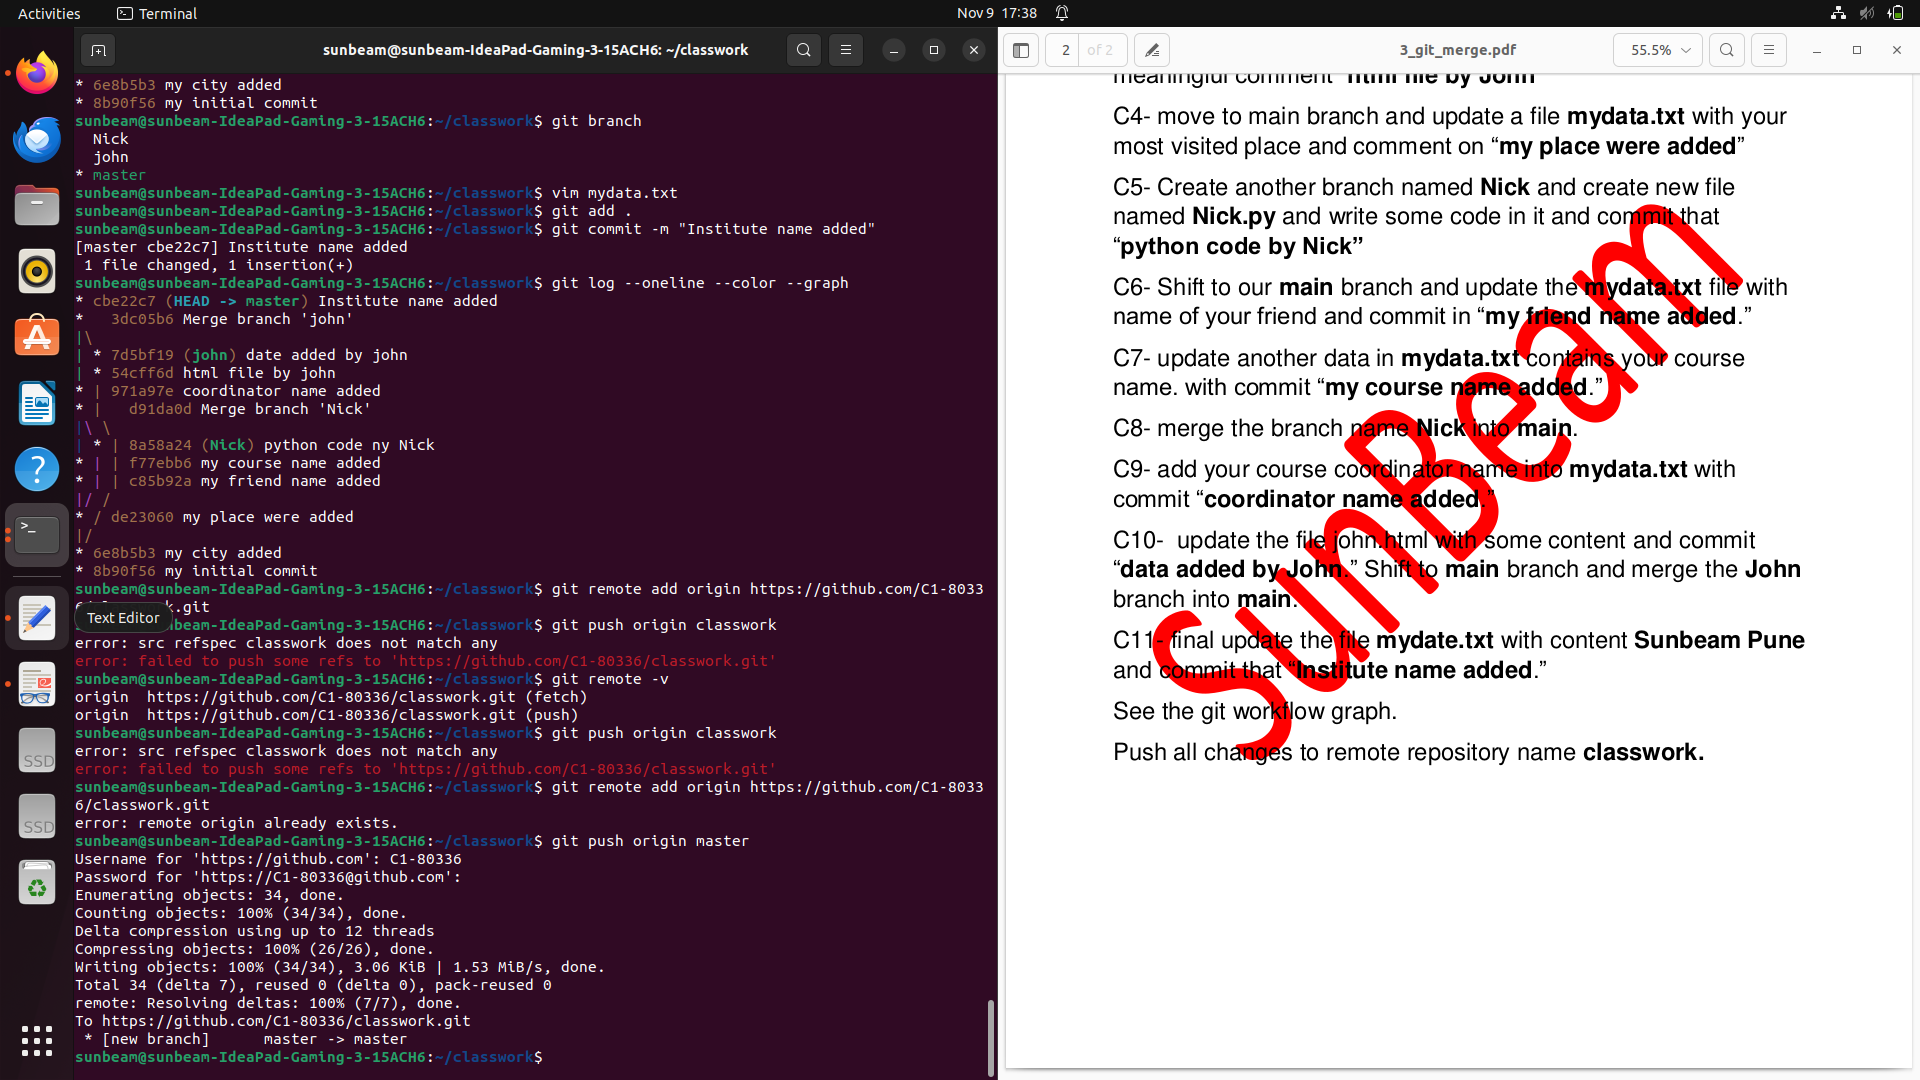 Activities
Terminal
Nov 9 17:38
sunbeam@sunbeam-IdeaPad-Gaming-3-15ACH6: ~/classwork
* 6e8b5b3 my city added
* 8b90f56 my initial commit
sunbeam@sunbeam-IdeaPad-Gaming-3-15ACH6:~/classwork$ git branch
  Nick
  john
* master
sunbeam@sunbeam-IdeaPad-Gaming-3-15ACH6:~/classwork$ vim mydata.txt
sunbeam@sunbeam-IdeaPad-Gaming-3-15ACH6:~/classwork$ git add .
sunbeam@sunbeam-IdeaPad-Gaming-3-15ACH6:~/classwork$ git commit -m "Institute name added"
[master cbe22c7] Institute name added
 1 file changed, 1 insertion(+)
sunbeam@sunbeam-IdeaPad-Gaming-3-15ACH6:~/classwork$ git log --oneline --color --graph
* cbe22c7 (HEAD -> master) Institute name added
*   3dc05b6 Merge branch 'john'
|\
| * 7d5bf19 (john) date added by john
| * 54cff6d html file by john
* | 971a97e coordinator name added
* |   d91da0d Merge branch 'Nick'
|\ \
| * | 8a58a24 (Nick) python code ny Nick
* | | f77ebb6 my course name added
* | | c85b92a my friend name added
|/ /
* / de23060 my place were added
|/
* 6e8b5b3 my city added
* 8b90f56 my initial commit
sunbeam@sunbeam-IdeaPad-Gaming-3-15ACH6:~/classwork$ git remote add origin https://github.com/C1-8033
k.git
Text Editor
:~/classwork$ git push origin classwork
error: src refspec classwork does not match any
error: failed to push some refs to 'https://github.com/C1-80336/classwork.git'
sunbeam@sunbeam-IdeaPad-Gaming-3-15ACH6:~/classwork$ git remote -v
origin  https://github.com/C1-80336/classwork.git (fetch)
origin  https://github.com/C1-80336/classwork.git (push)
sunbeam@sunbeam-IdeaPad-Gaming-3-15ACH6:~/classwork$ git push origin classwork
error: src refspec classwork does not match any
error: failed to push some refs to 'https://github.com/C1-80336/classwork.git'
sunbeam@sunbeam-IdeaPad-Gaming-3-15ACH6:~/classwork$ git remote add origin https://github.com/C1-8033
6/classwork.git
error: remote origin already exists.
sunbeam@sunbeam-IdeaPad-Gaming-3-15ACH6:~/classwork$ git push origin master
Username for 'https://github.com': C1-80336
Password for 'https://C1-80336@github.com':
Enumerating objects: 34, done.
Counting objects: 100% (34/34), done.
Delta compression using up to 12 threads
Compressing objects: 100% (26/26), done.
Writing objects: 100% (34/34), 3.06 KiB | 1.53 MiB/s, done.
Total 34 (delta 7), reused 0 (delta 0), pack-reused 0
remote: Resolving deltas: 100% (7/7), done.
To https://github.com/C1-80336/classwork.git
 * [new branch]      master -> master
sunbeam@sunbeam-IdeaPad-Gaming-3-15ACH6:~/classwork$
SSD
SSD
2 of 2
3_git_merge.pdf
55.5%
meaningful comment “html file by John
C4- move to main branch and update a file mydata.txt with your
most visited place and comment on “my place were added”
C5- Create another branch named Nick and create new file
named Nick.py and write some code in it and commit that
“python code by Nick”
C6- Shift to our main branch and update the mydata.txt file with
name of your friend and commit in “my friend name added.”
C7- update another data in mydata.txt contains your course
name. with commit “my course name added.”
C8- merge the branch name Nick into main.
C9- add your course coordinator name into mydata.txt with
commit “coordinator name added.”
C10-  update the file john.html with some content and commit
“data added by John.” Shift to main branch and merge the John
branch into main.
C11- final update the file mydate.txt with content Sunbeam Pune
and commit that “Institute name added.”
See the git workflow graph.
Push all changes to remote repository name classwork.
SunBeam